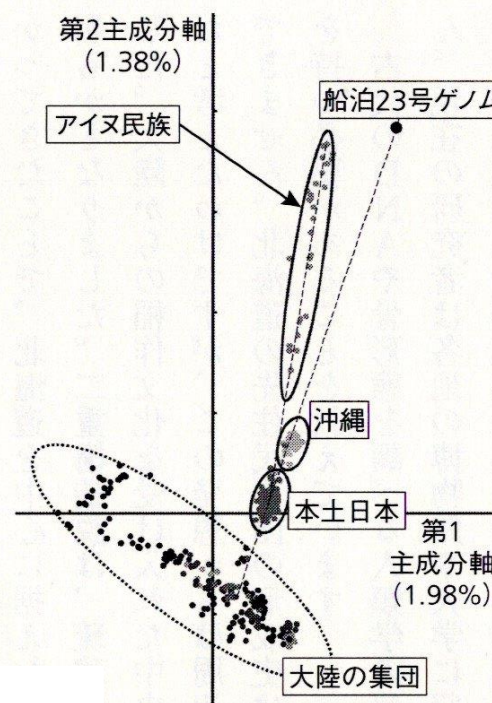 第2主成分軸
(1.38%)
船泊23号ゲノム
アイヌ民族
沖縄
本土日本
第1
主成分軸
(1.98%)
大陸の集団